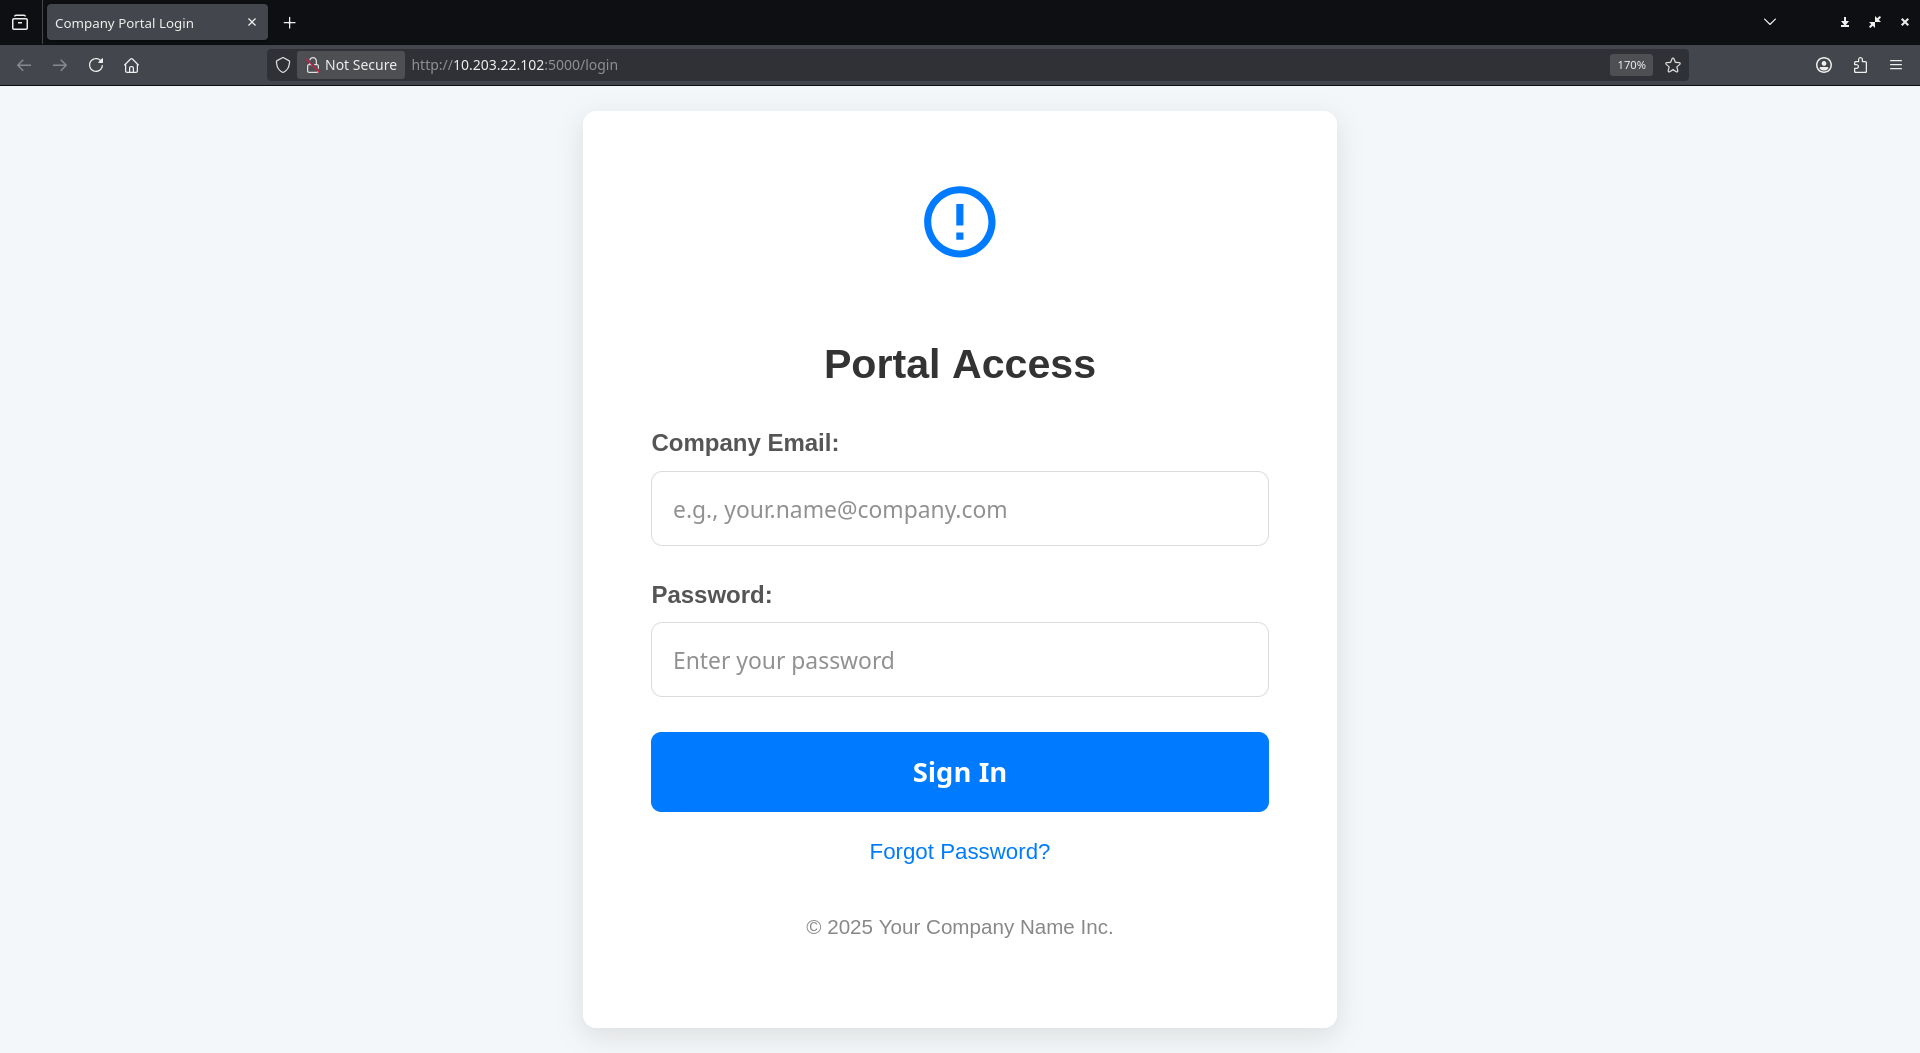 Company Portal Login
Not Secure http://10.203.22.102:5000/login 170%
Portal Access
Company Email:
e.g., your.name@company.com
Password:
Enter your password
Sign In
Forgot Password?
© 2025 Your Company Name Inc.